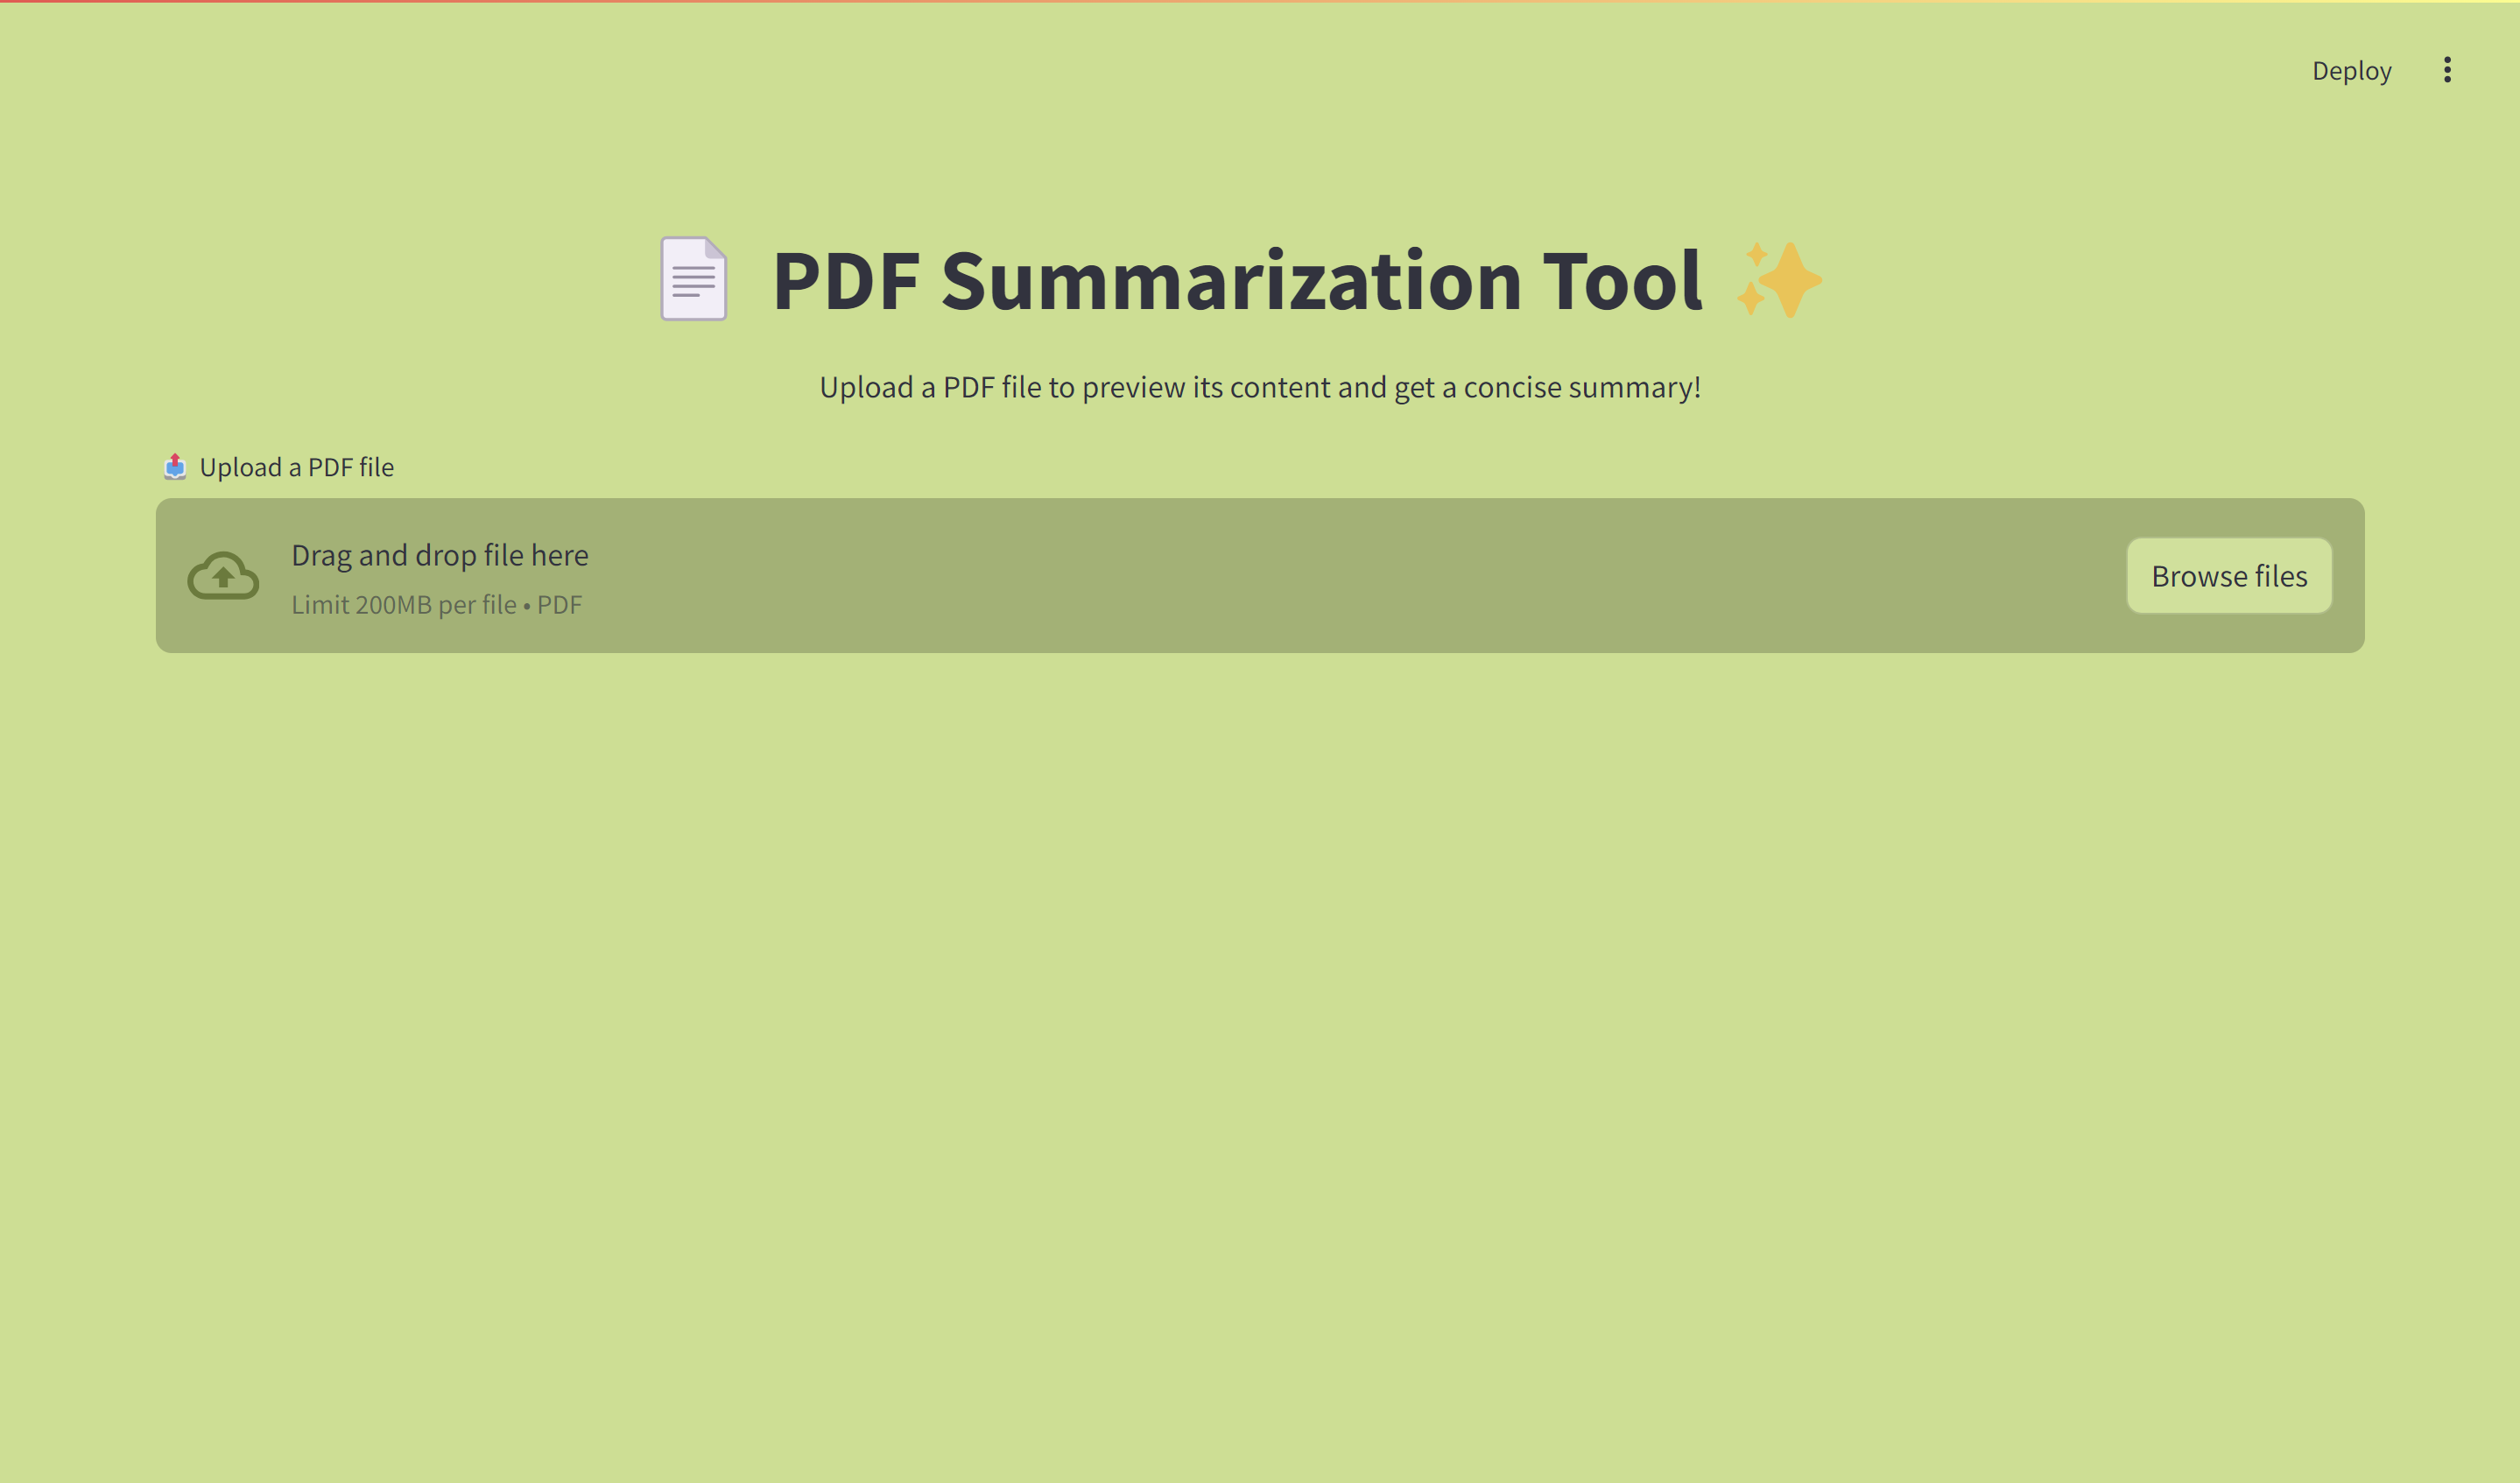 Deploy
📄 PDF Summarization Tool ✨
Upload a PDF file to preview its content and get a concise summary!
📤 Upload a PDF file
Drag and drop file here
Limit 200MB per file • PDF
Browse files